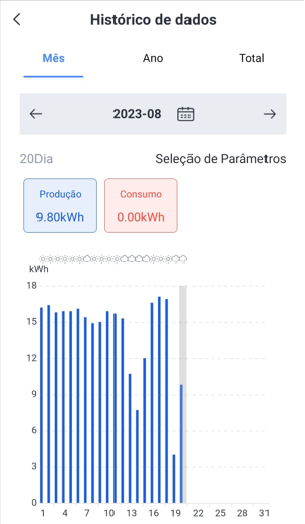 Histórico de dados
Mês Ano Total
2023-08
20Dia Seleção de Parâmetros
Produção Consumo
9.80kWh 0.00kWh
kWh
18
15
12
9
6
3
0
1 4 7 10 13 16 19 22 25 28 31